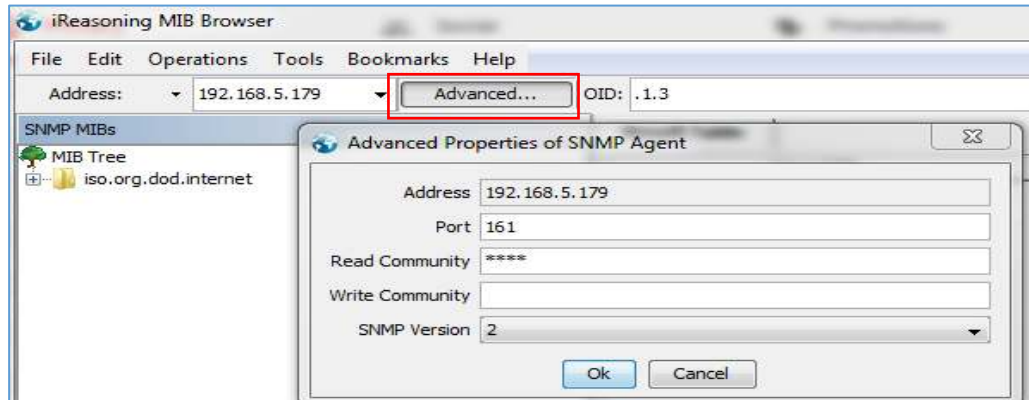 iReasoning MIB Browser
File Edit Operations Tools Bookmarks Help
Address: 192.168.5.179 Advanced... OID: .1.3
SNMP MIBs
MIB Tree
iso.org.dod.internet
Advanced Properties of SNMP Agent
Address 192.168.5.179
Port 161
Read Community ****
Write Community
SNMP Version 2
Ok Cancel